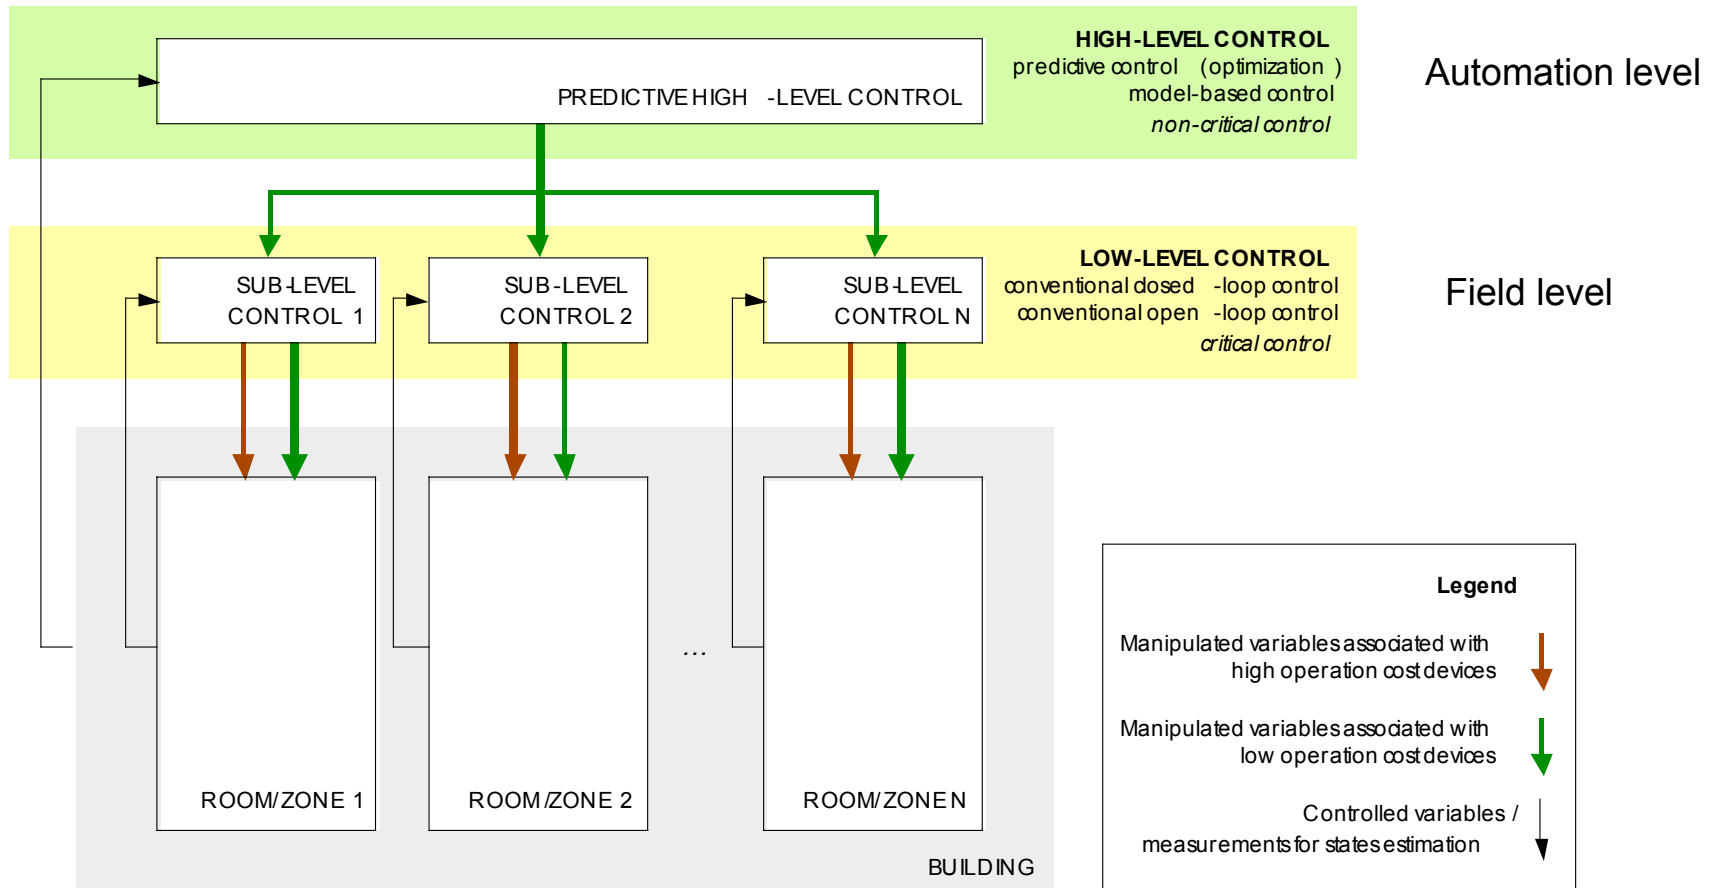 HIGH-LEVEL CONTROL
predictive control (optimization )
model-based control
non-critical control
PREDICTIVE HIGH -LEVEL CONTROL
Automation level
LOW-LEVEL CONTROL
conventional closed -loop control
conventional open -loop control
critical control
SUB-LEVEL
CONTROL 1
SUB-LEVEL
CONTROL 2
SUB-LEVEL
CONTROL N
Field level
...
ROOM/ZONE 1
ROOM/ZONE 2
ROOM/ZONE N
BUILDING
Legend
Manipulated variables associated with
high operation cost devices
Manipulated variables associated with
low operation cost devices
Controlled variables /
measurements for states estimation